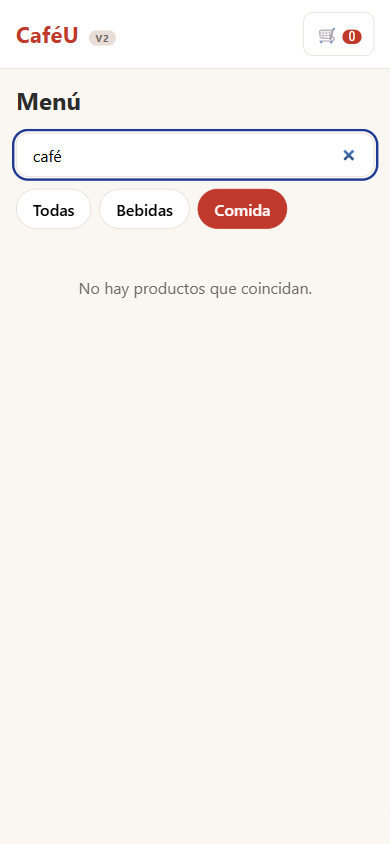 CaféU V2 0
Menú
café
Todas Bebidas Comida
No hay productos que coincidan.